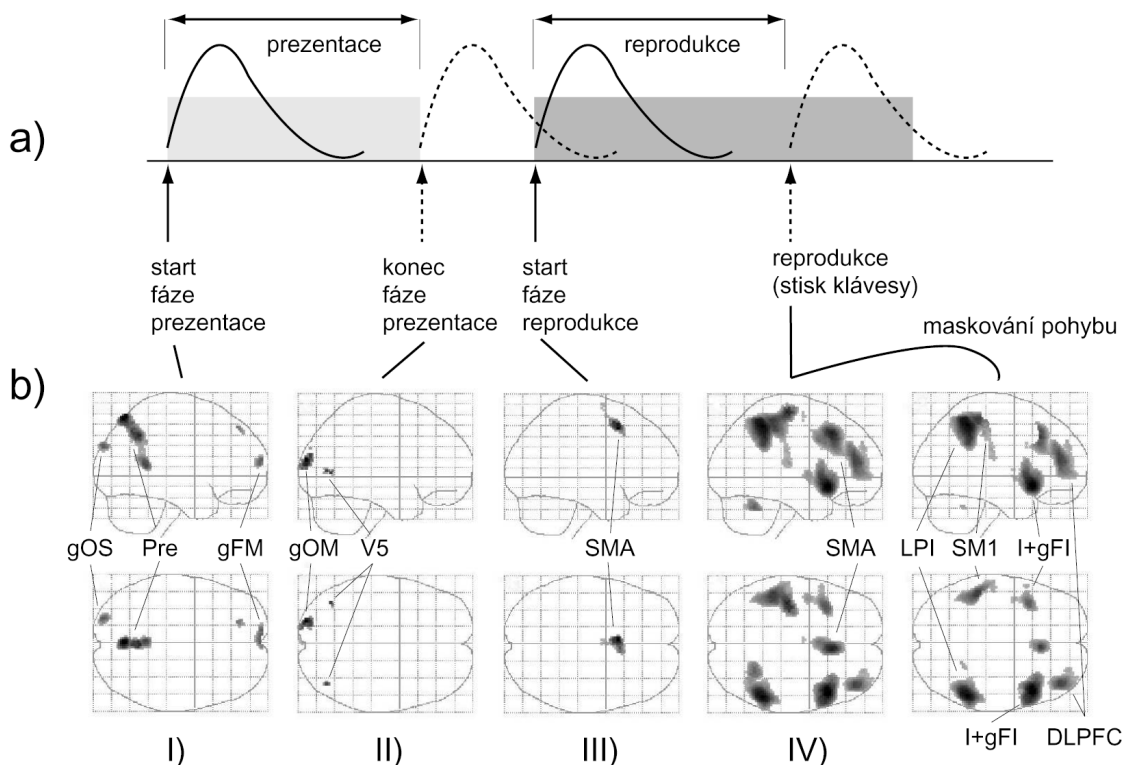 prezentace
reprodukce
a)
start
fáze
prezentace
konec
fáze
prezentace
start
fáze
reprodukce
reprodukce
(stisk klávesy)
maskování pohybu
b)
gOS Pre gFM gOM V5 SMA SMA LPI SM1 I+gFI
I+gFI DLPFC
I) II) III) IV)